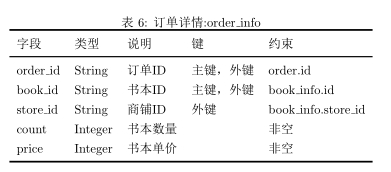 表 6: 订单详情:order_info
字段 类型 说明 键 约束
order_id String 订单ID 主键，外键 order.id
book_id String 书本ID 主键，外键 book_info.id
store_id String 商铺ID 外键 book_info.store_id
count Integer 书本数量 非空
price Integer 书本单价 非空